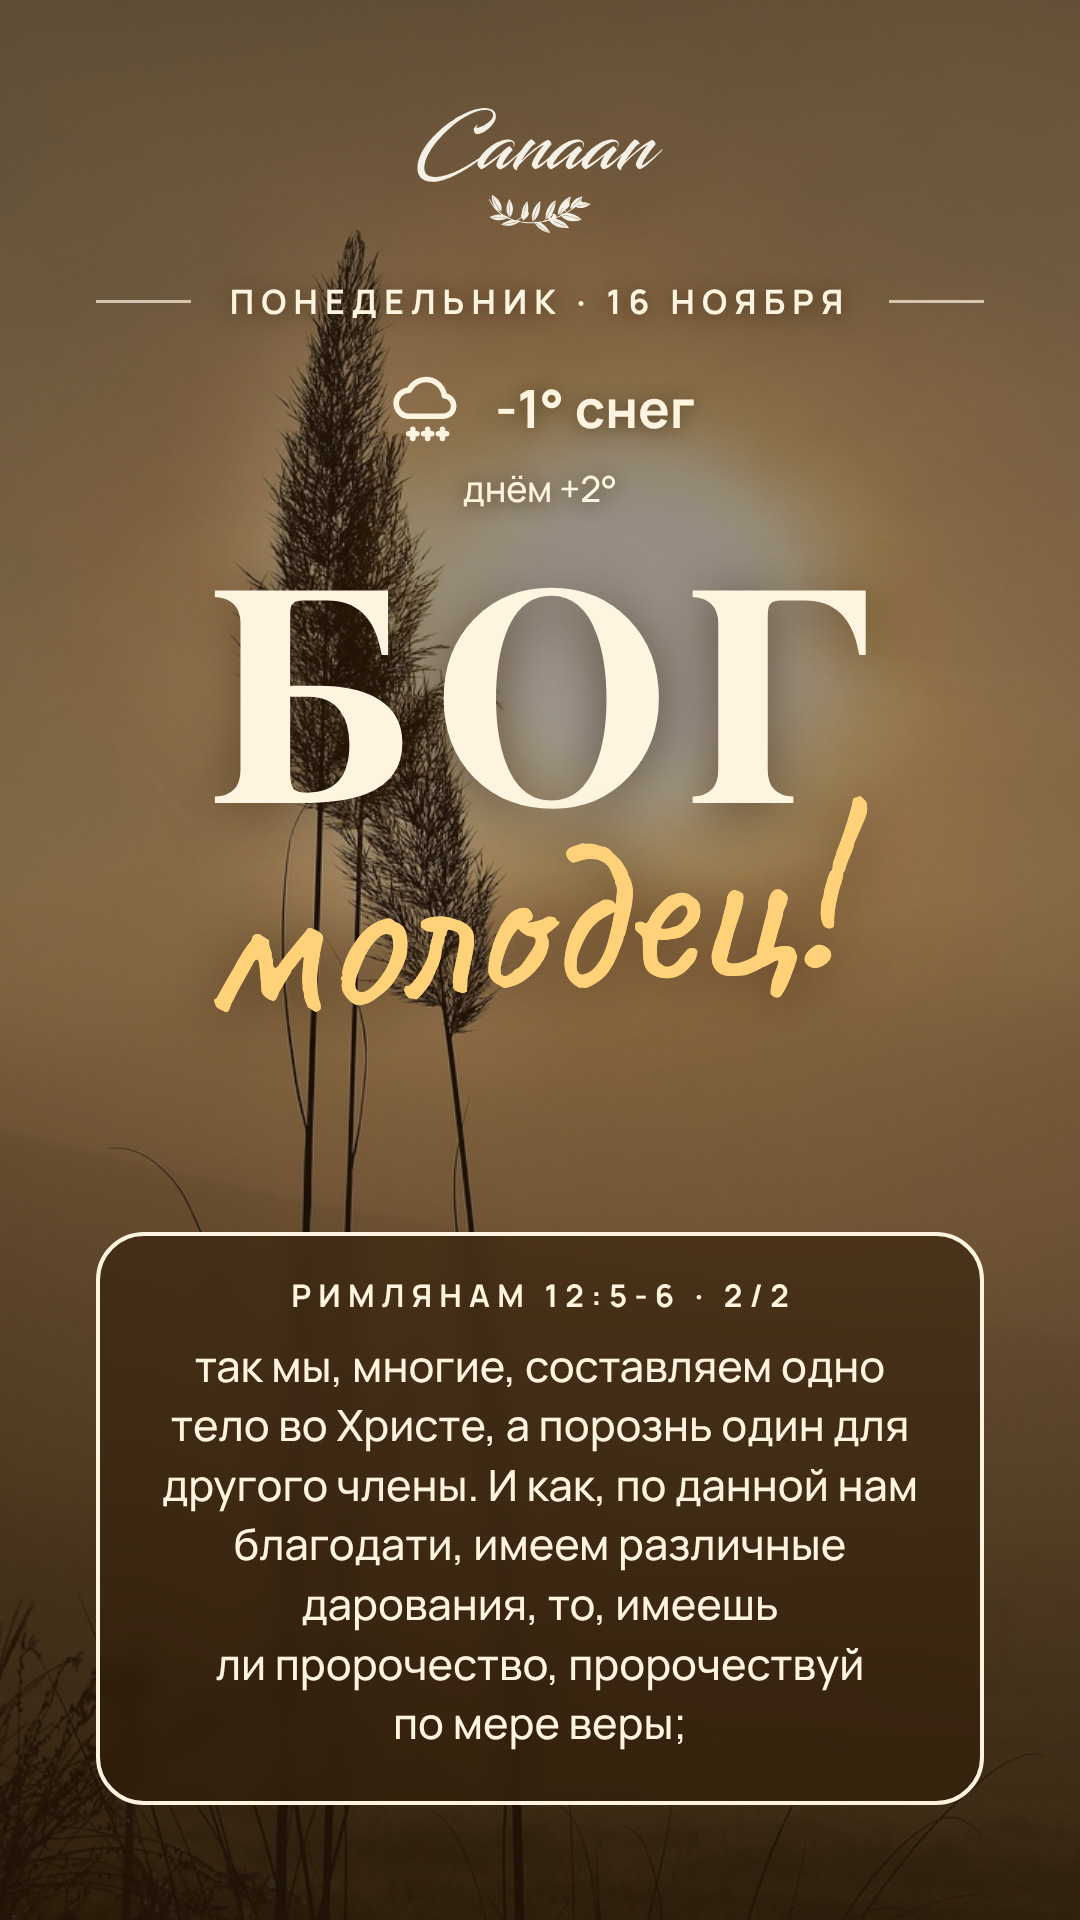 Canaan
ПОНЕДЕЛЬНИК · 16 НОЯБРЯ
-1° снег
днём +2°
БОГ
молодец!
РИМЛЯНАМ 12:5-6 · 2/2
так мы, многие, составляем одно
тело во Христе, а порознь один для
другого члены. И как, по данной нам
благодати, имеем различные
дарования, то, имеешь
ли пророчество, пророчествуй
по мере веры;